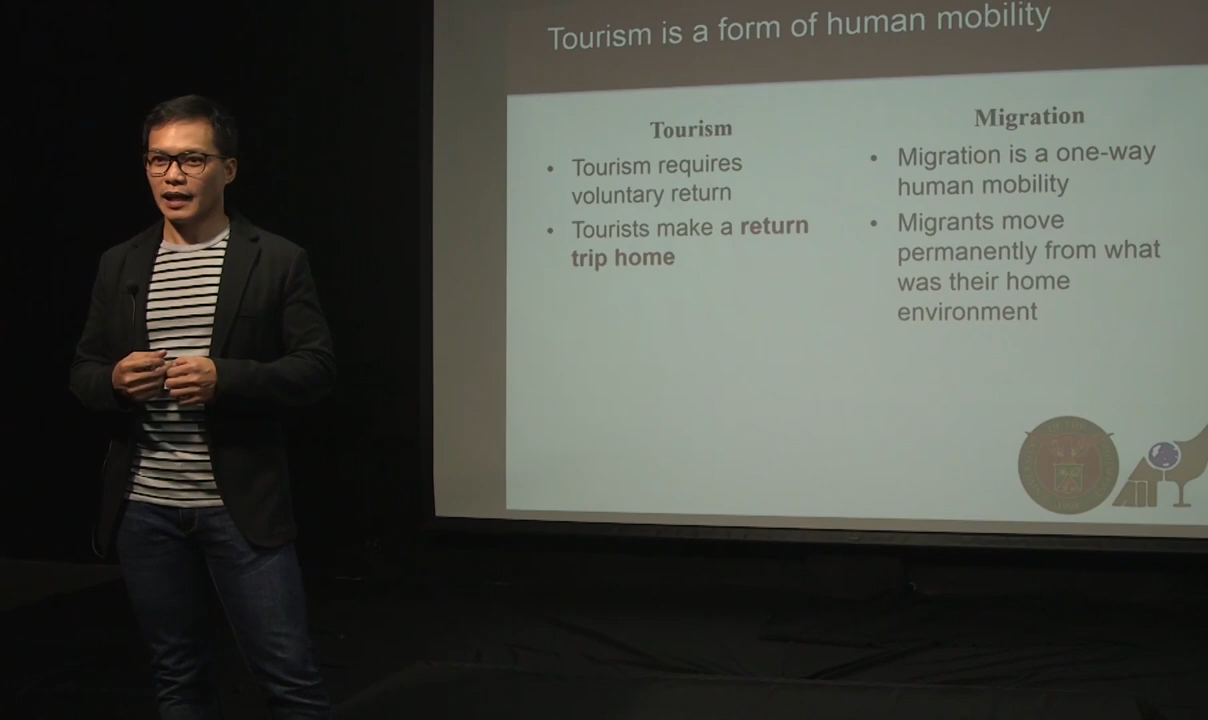 Tourism is a form of human mobility
Tourism
• Tourism requires
voluntary return
• Tourists make a return
trip home
Migration
• Migration is a one-way
human mobility
• Migrants move
permanently from what
was their home
environment